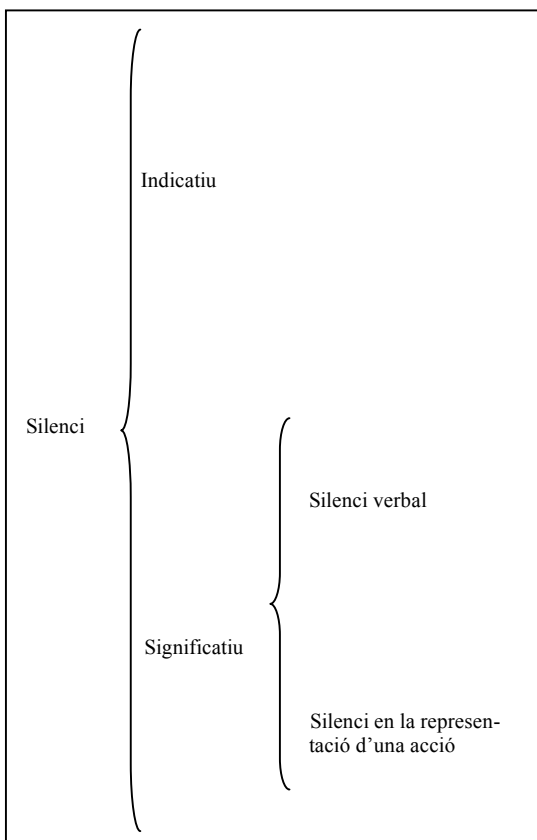 Indicatiu
Silenci
Silenci verbal
Significatiu
Silenci en la represen-
tació d’una acció